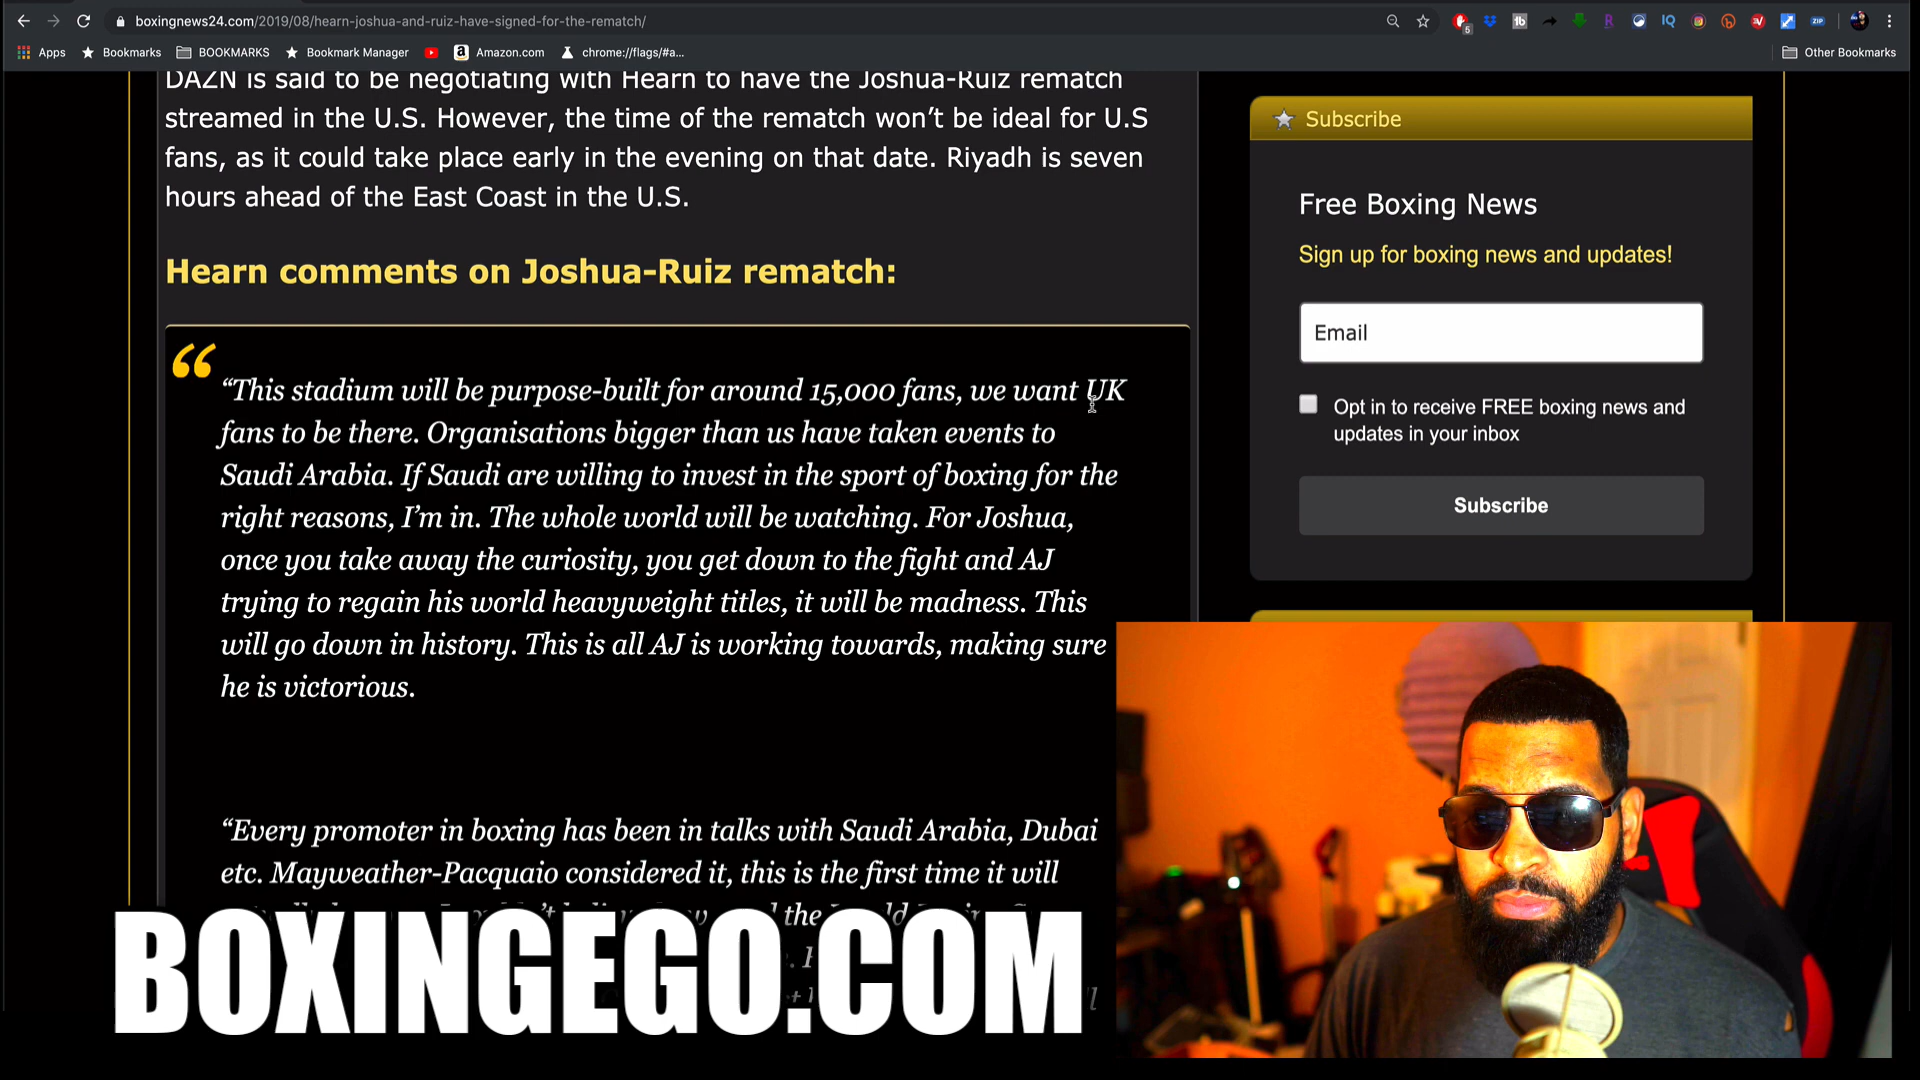 boxingnews24.com/2019/08/hearn-joshua-and-ruiz-have-signed-for-the-rematch/
Apps Bookmarks BOOKMARKS Bookmark Manager Amazon.com chrome://flags/#a... Other Bookmarks
DAZN is said to be negotiating with Hearn to have the Joshua-Ruiz rematch
streamed in the U.S. However, the time of the rematch won’t be ideal for U.S
fans, as it could take place early in the evening on that date. Riyadh is seven
hours ahead of the East Coast in the U.S.
Hearn comments on Joshua-Ruiz rematch:
“This stadium will be purpose-built for around 15,000 fans, we want UK
fans to be there. Organisations bigger than us have taken events to
Saudi Arabia. If Saudi are willing to invest in the sport of boxing for the
right reasons, I’m in. The whole world will be watching. For Joshua,
once you take away the curiosity, you get down to the fight and AJ
trying to regain his world heavyweight titles, it will be madness. This
will go down in history. This is all AJ is working towards, making sure
he is victorious.
“Every promoter in boxing has been in talks with Saudi Arabia, Dubai
etc. Mayweather-Pacquaio considered it, this is the first time it will
the
Subscribe
Free Boxing News
Sign up for boxing news and updates!
Email
Opt in to receive FREE boxing news and
updates in your inbox
Subscribe
BOXINGEGO.COM